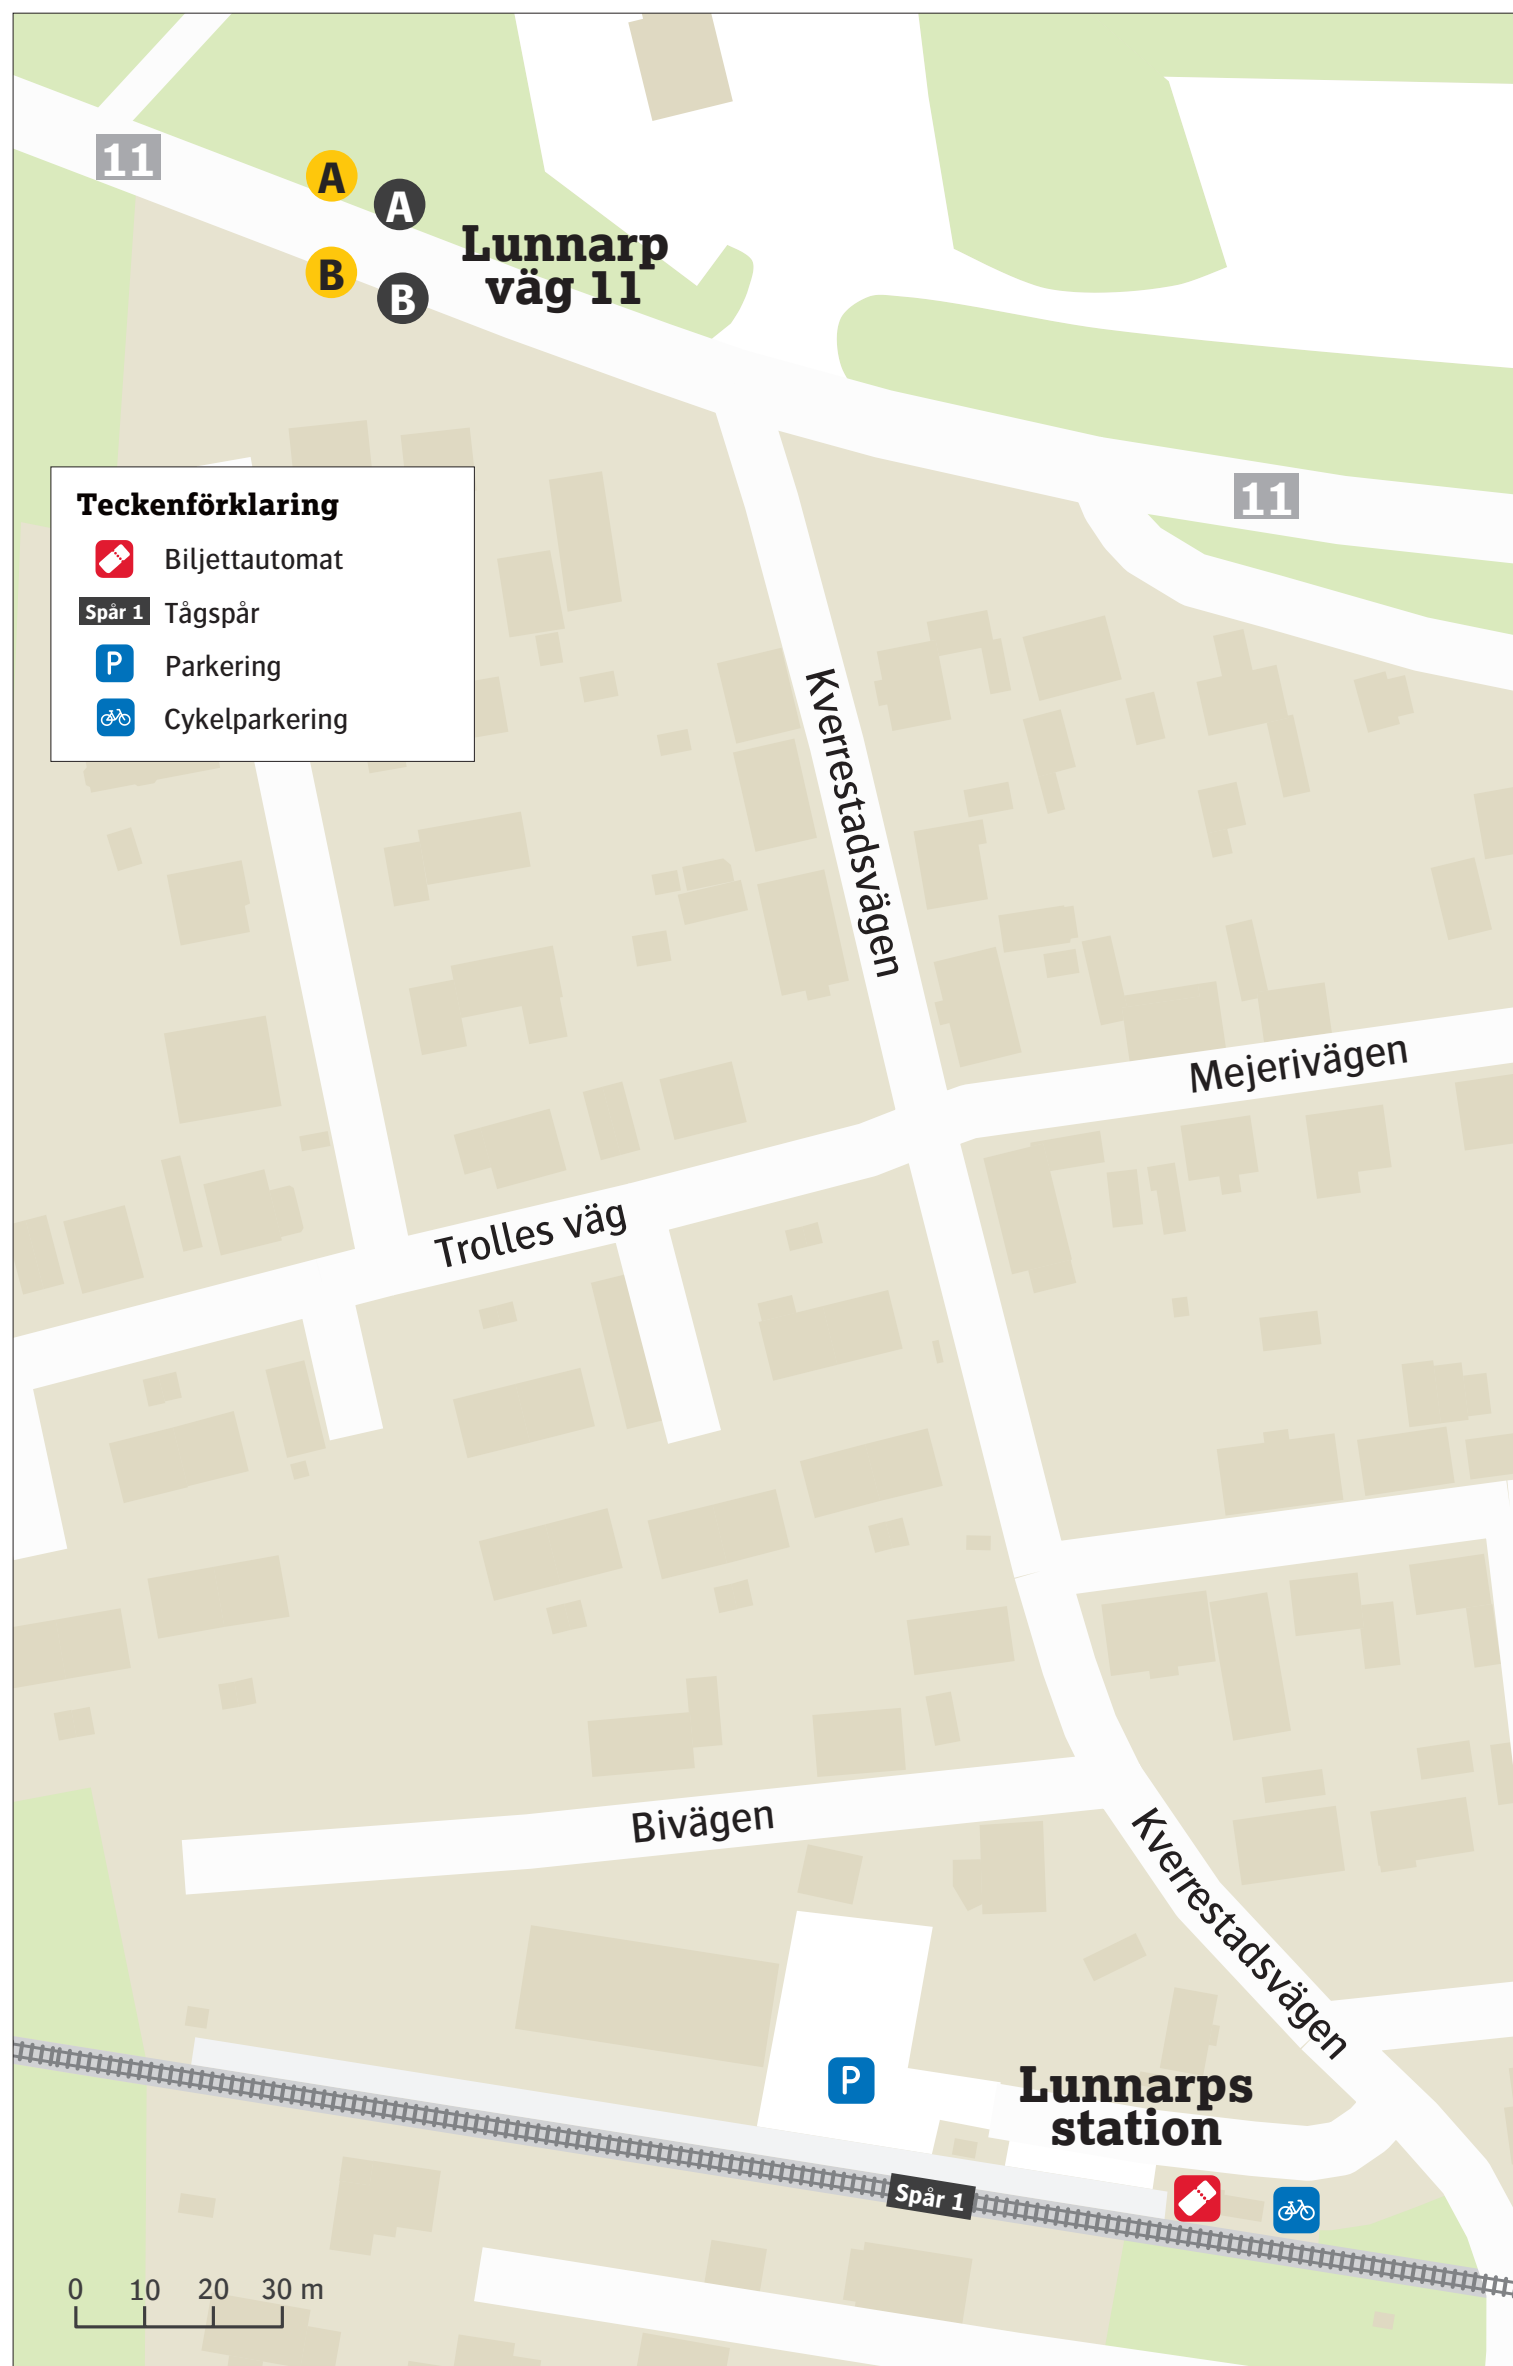 11
A
A
Lunnarp
väg 11
B
B
11
Teckenförklaring
Biljettautomat
Spår 1 Tågspår
P Parkering
Cykelparkering
Kverrestadsvägen
Mejerivägen
Trolles väg
Bivägen
Kverrestadsvägen
P
Lunnarps
station
Spår 1
0 10 20 30 m